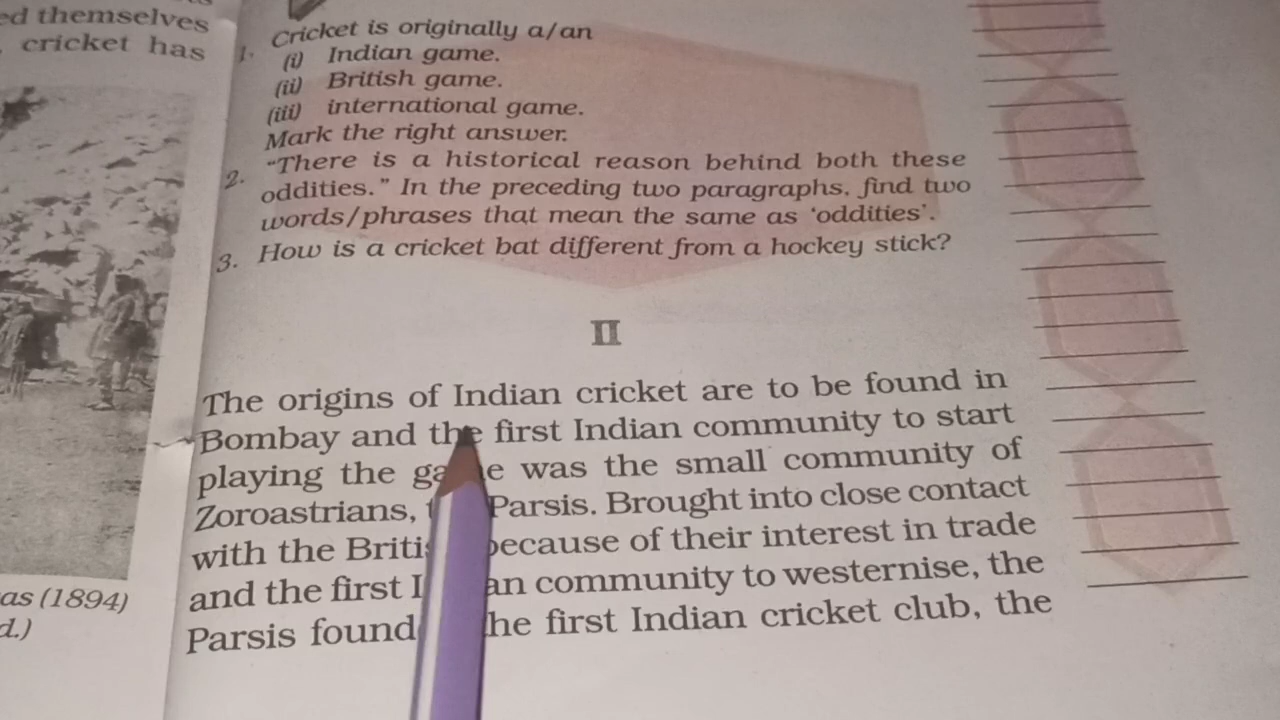 ed themselves
cricket has
as (1894)
d.)
1. Cricket is originally a/an
(i) Indian game.
(ii) British game.
(iii) international game.
Mark the right answer.
2. “There is a historical reason behind both these
oddities.” In the preceding two paragraphs, find two
words/phrases that mean the same as ‘oddities’.
3. How is a cricket bat different from a hockey stick?
II
The origins of Indian cricket are to be found in
Bombay and the first Indian community to start
playing the game was the small community of
Zoroastrians, Parsis. Brought into close contact
with the Briti because of their interest in trade
and the first I an community to westernise, the
Parsis found he first Indian cricket club, the